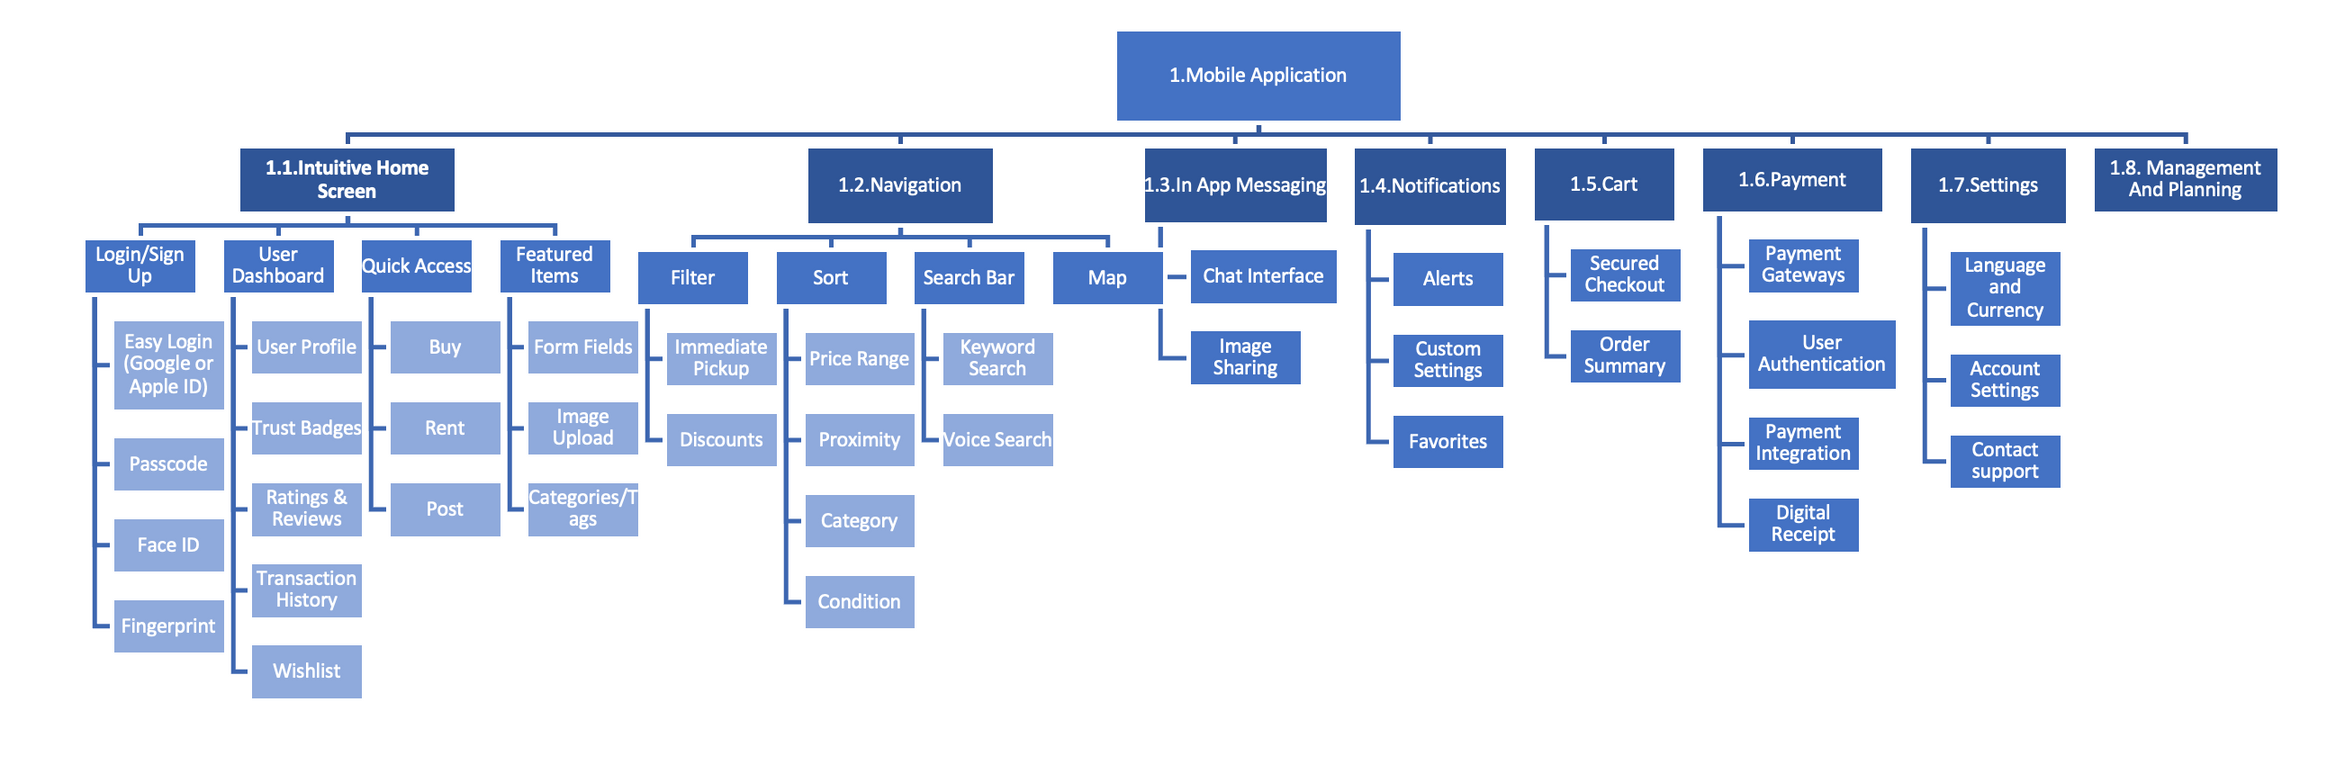 1.Mobile Application
1.1.Intuitive Home
Screen
1.2.Navigation
1.3.In App Messaging
1.4.Notifications
1.5.Cart
1.6.Payment
1.7.Settings
1.8. Management
And Planning
Login/Sign
Up
User
Dashboard
Quick Access
Featured
Items
Filter
Sort
Search Bar
Map
Easy Login
(Google or
Apple ID)
Passcode
Face ID
Fingerprint
User Profile
Trust Badges
Ratings &
Reviews
Transaction
History
Wishlist
Buy
Rent
Post
Form Fields
Image
Upload
Categories/T
ags
Immediate
Pickup
Discounts
Price Range
Proximity
Category
Condition
Keyword
Search
Voice Search
Chat Interface
Image
Sharing
Alerts
Custom
Settings
Favorites
Secured
Checkout
Order
Summary
Payment
Gateways
User
Authentication
Payment
Integration
Digital
Receipt
Language
and
Currency
Account
Settings
Contact
support